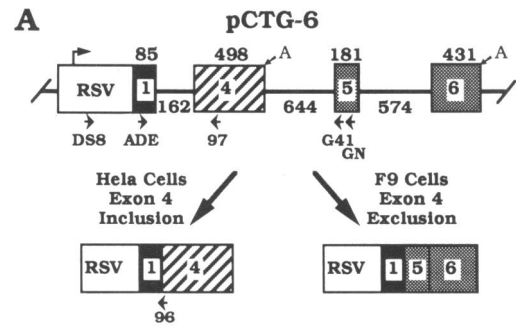 A
pCTG-6
85 498 A 181 431 A
RSV 1 4 5 6
162 644 574
DS8 ADE 97 G41
GN
Hela Cells
Exon 4
Inclusion
F9 Cells
Exon 4
Exclusion
RSV 1 4
RSV 1 5 6
96